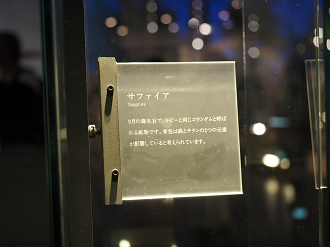 サファイア
Sapphire
9月の誕生石で、ルビーと同じコランダムと呼ば
れる鉱物です。青色は鉄とチタンの2つの元素
が影響していると考えられています。